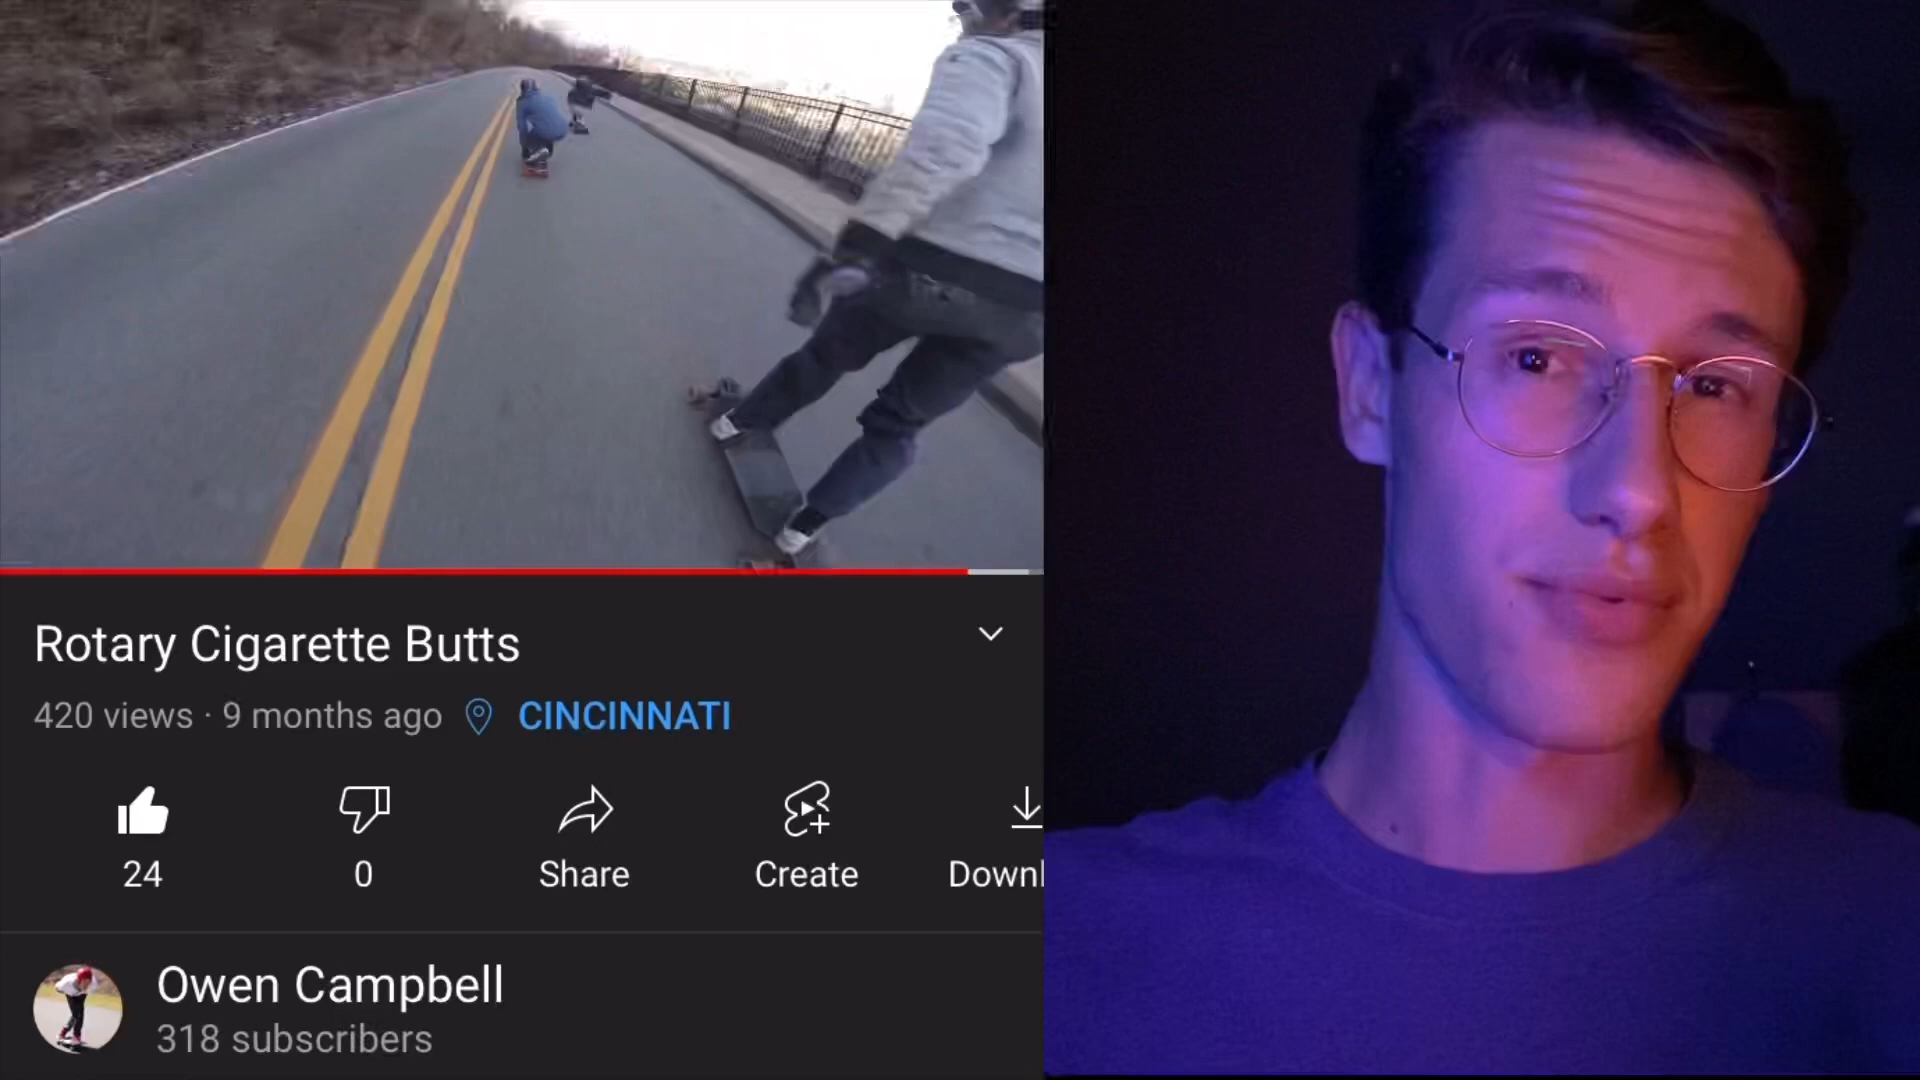 Rotary Cigarette Butts
420 views · 9 months ago CINCINNATI
24 0 Share Create Downl
Owen Campbell
318 subscribers